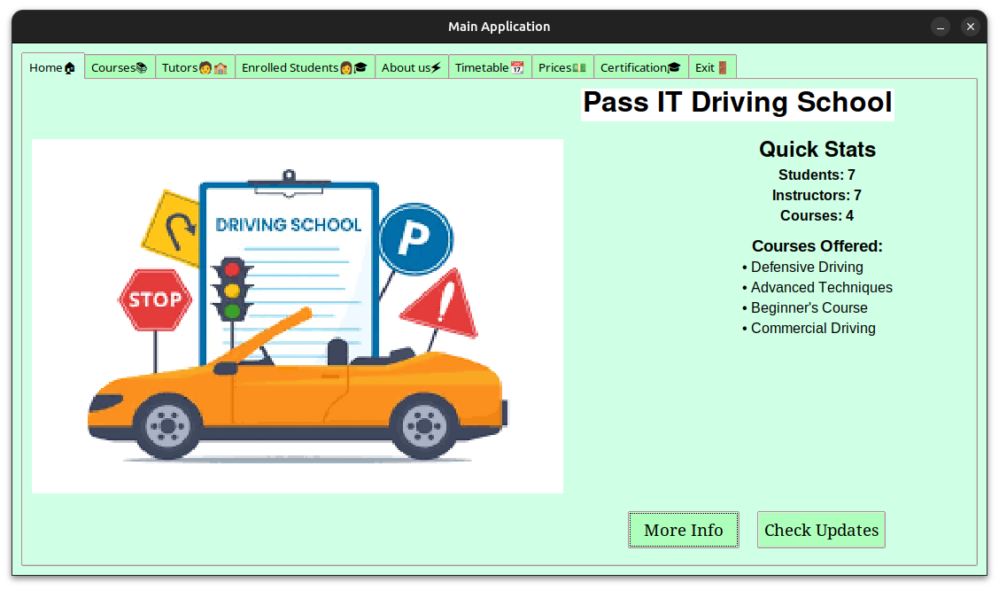 Main Application
Home🏠 Courses📚 Tutors🧑🏫 Enrolled Students👩🎓 About us⚡ Timetable📆 Prices💵 Certification🎓 Exit🚪
Pass IT Driving School
Quick Stats
Students: 7
Instructors: 7
Courses: 4
Courses Offered:
• Defensive Driving
• Advanced Techniques
• Beginner's Course
• Commercial Driving
DRIVING SCHOOL
P
STOP
!
More Info Check Updates